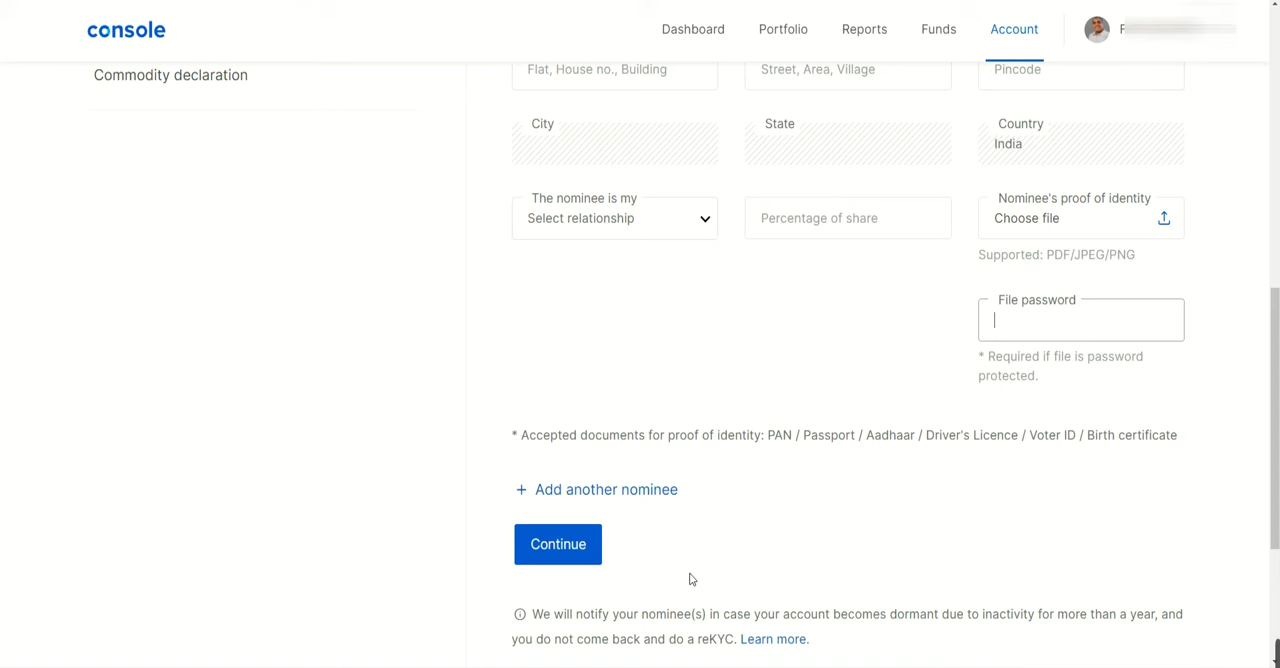 console
Dashboard
Portfolio
Reports
Funds
Account
Commodity declaration
Flat, House no., Building
Street, Area, Village
Pincode
City
State
Country
India
The nominee is my
Select relationship
Percentage of share
Nominee's proof of identity
Choose file
Supported: PDF/JPEG/PNG
File password
* Required if file is password
protected.
* Accepted documents for proof of identity: PAN / Passport / Aadhaar / Driver's Licence / Voter ID / Birth certificate
+ Add another nominee
Continue
We will notify your nominee(s) in case your account becomes dormant due to inactivity for more than a year, and
you do not come back and do a reKYC. Learn more.